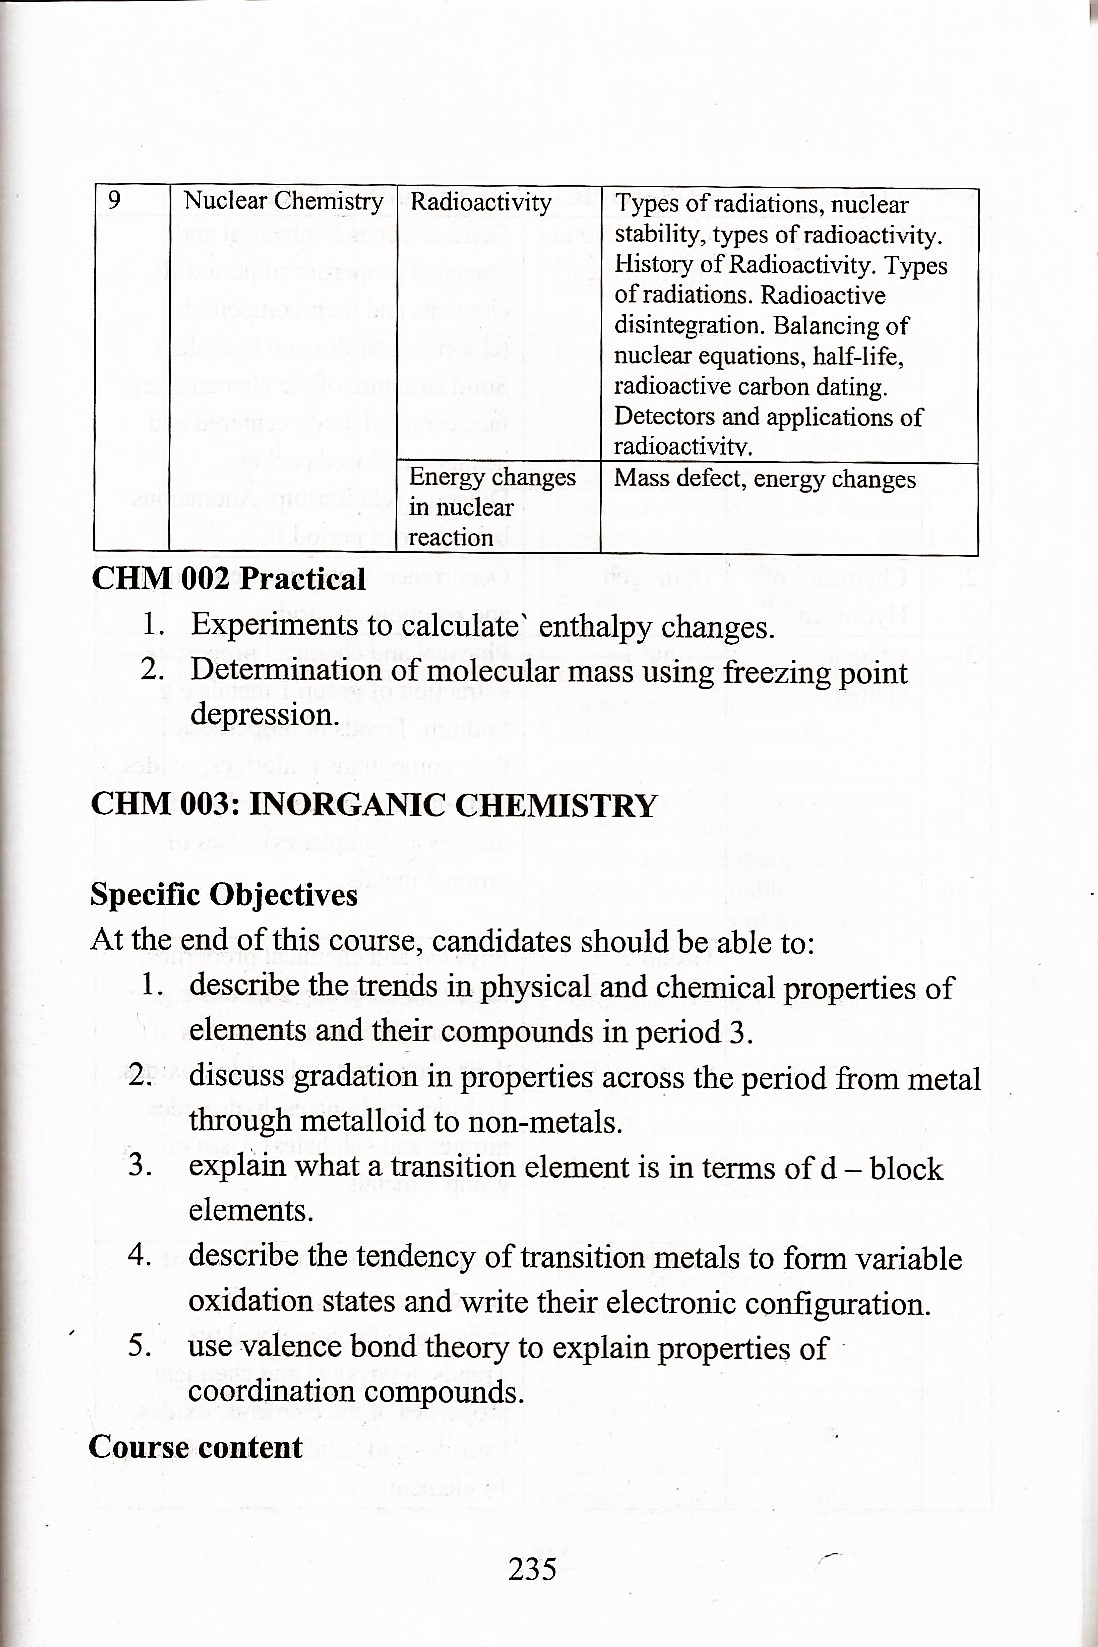 9 Nuclear Chemistry Radioactivity Types of radiations, nuclear
stability, types of radioactivity.
History of Radioactivity. Types
of radiations. Radioactive
disintegration. Balancing of
nuclear equations, half-life,
radioactive carbon dating.
Detectors and applications of
radioactivity.
Energy changes Mass defect, energy changes
in nuclear
reaction
CHM 002 Practical
1. Experiments to calculate` enthalpy changes.
2. Determination of molecular mass using freezing point
depression.
CHM 003: INORGANIC CHEMISTRY
Specific Objectives
At the end of this course, candidates should be able to:
1. describe the trends in physical and chemical properties of
elements and their compounds in period 3.
2. discuss gradation in properties across the period from metal
through metalloid to non-metals.
3. explain what a transition element is in terms of d – block
elements.
4. describe the tendency of transition metals to form variable
oxidation states and write their electronic configuration.
5. use valence bond theory to explain properties of
coordination compounds.
Course content
235